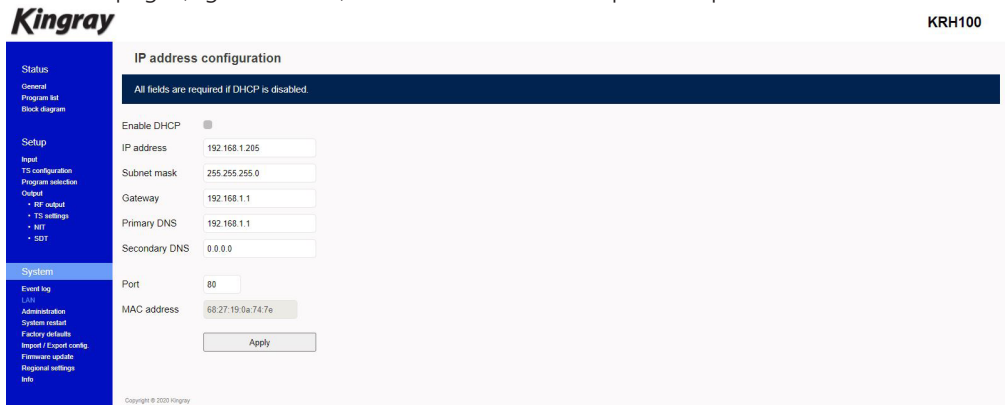 Kingray
KRH100
Status
General
Program list
Block diagram
Setup
Input
TS configuration
Program selection
Output
• RF output
• TS settings
• NIT
• SDT
System
Event log
LAN
Administration
System restart
Factory defaults
Import / Export config.
Firmware update
Regional settings
Info
IP address configuration
All fields are required if DHCP is disabled.
Enable DHCP
IP address 192.168.1.205
Subnet mask 255.255.255.0
Gateway 192.168.1.1
Primary DNS 192.168.1.1
Secondary DNS 0.0.0.0
Port 80
MAC address 68:27:19:0a:74:7e
Apply
Copyright © 2020 Kingray